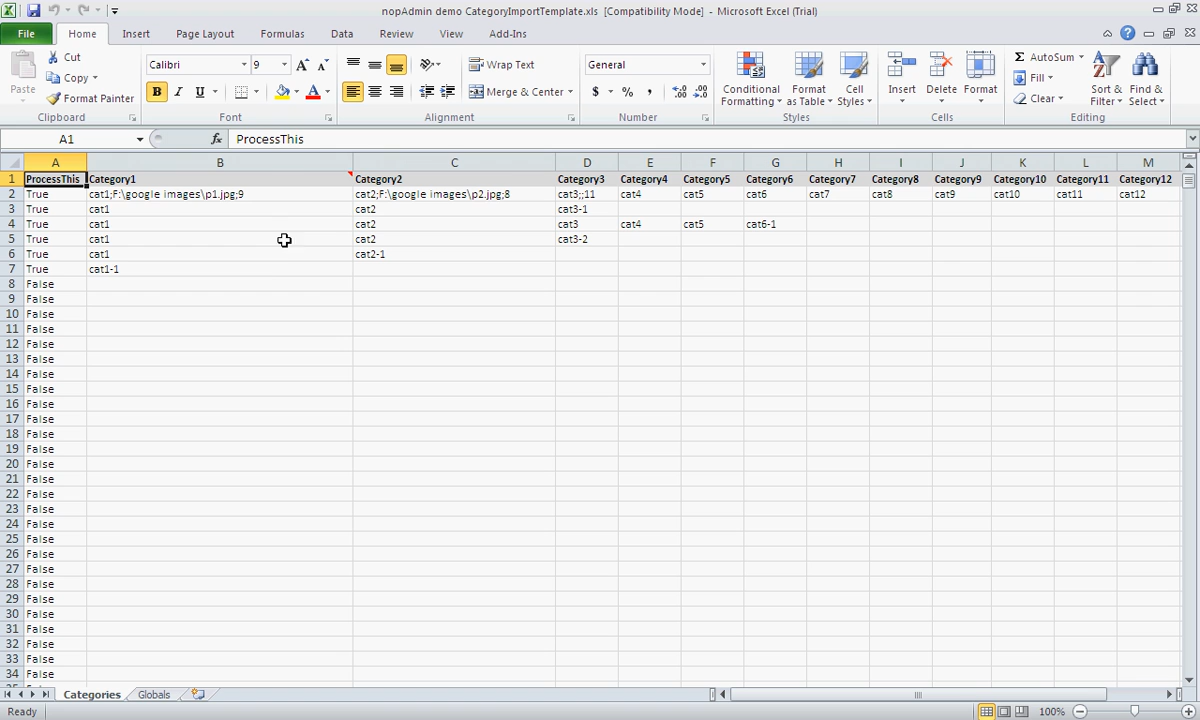 nopAdmin demo CategoryImportTemplate.xls [Compatibility Mode] - Microsoft Excel (Trial)
File Home Insert Page Layout Formulas Data Review View Add-Ins
Paste
Cut
Copy
Format Painter
Clipboard
Calibri 9
B I U
Font
Wrap Text
Merge & Center
Alignment
General
$ % ,
Number
Conditional Formatting
Format as Table
Cell Styles
Styles
Insert Delete Format
Cells
Σ AutoSum
Fill
Clear
Sort & Filter
Find & Select
Editing
A1 fx ProcessThis
A B C D E F G H I J K L M
1 ProcessThis Category1 Category2 Category3 Category4 Category5 Category6 Category7 Category8 Category9 Category10 Category11 Category12
2 True cat1;F:\google images\p1.jpg;9 cat2;F:\google images\p2.jpg;8 cat3;;11 cat4 cat5 cat6 cat7 cat8 cat9 cat10 cat11 cat12
3 True cat1 cat2 cat3-1
4 True cat1 cat2 cat3 cat4 cat5 cat6-1
5 True cat1 cat2 cat3-2
6 True cat1 cat2-1
7 True cat1-1
8 False
9 False
10 False
11 False
12 False
13 False
14 False
15 False
16 False
17 False
18 False
19 False
20 False
21 False
22 False
23 False
24 False
25 False
26 False
27 False
28 False
29 False
30 False
31 False
32 False
33 False
34 False
Categories Globals
Ready 100%